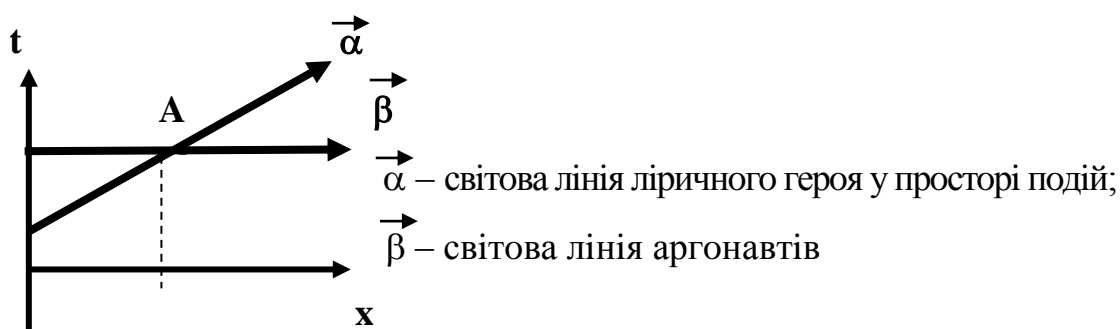 t
α
A
β
α – світова лінія ліричного героя у просторі подій;
β – світова лінія аргонавтів
x